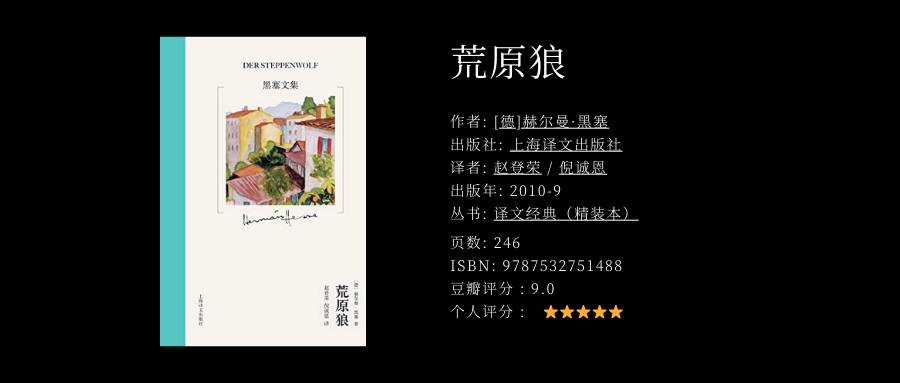 DER STEPPENWOLF
黑塞文集
Hermann Hesse
[德] 赫尔曼·黑塞 著
荒原狼
赵登荣 倪诚恩 译
上海译文出版社
荒原狼
作者: [德]赫尔曼·黑塞
出版社: 上海译文出版社
译者: 赵登荣 / 倪诚恩
出版年: 2010-9
丛书: 译文经典（精装本）
页数: 246
ISBN: 9787532751488
豆瓣评分 : 9.0
个人评分 : ⭐⭐⭐⭐⭐